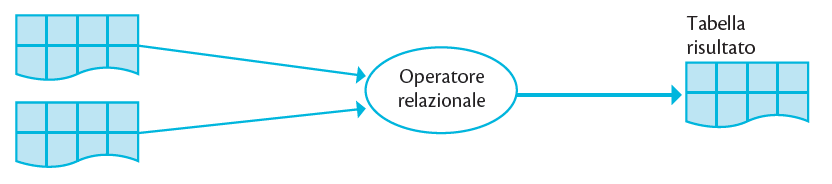 Operatore
relazionale
Tabella
risultato